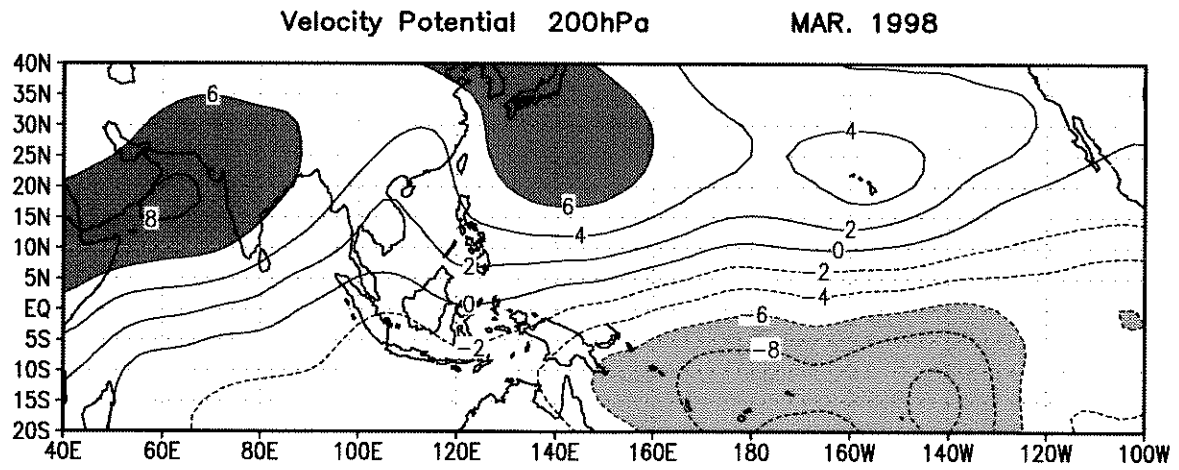 Velocity Potential 200hPa MAR. 1998
40N
35N
30N
25N
20N
15N
10N
5N
EQ
5S
10S
15S
20S
6
8
6
4
4
2
0
-2
-4
-6
-8
2
0
-2
40E 60E 80E 100E 120E 140E 160E 180E 160W 140W 120W 100W